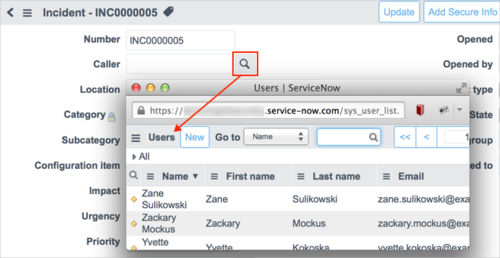 Incident - INC0000005
Update
Add Secure Info
Number
INC0000005
Opened
Caller
Opened by
Location
t type
Category
State
Subcategory
group
Configuration item
to
Impact
Urgency
Priority
Users | ServiceNow
https://
.service-now.com/sys_user_list.
Users
New
Go to
Name
<<
<
1
All
Name ▼
First name
Last name
Email
Zane Sulikowski
Zane
Sulikowski
zane.sulikowski@exa
Zackary Mockus
Zackary
Mockus
zackary.mockus@exa
Yvette
Yvette
Kokoska
yvette.kokoska@exa